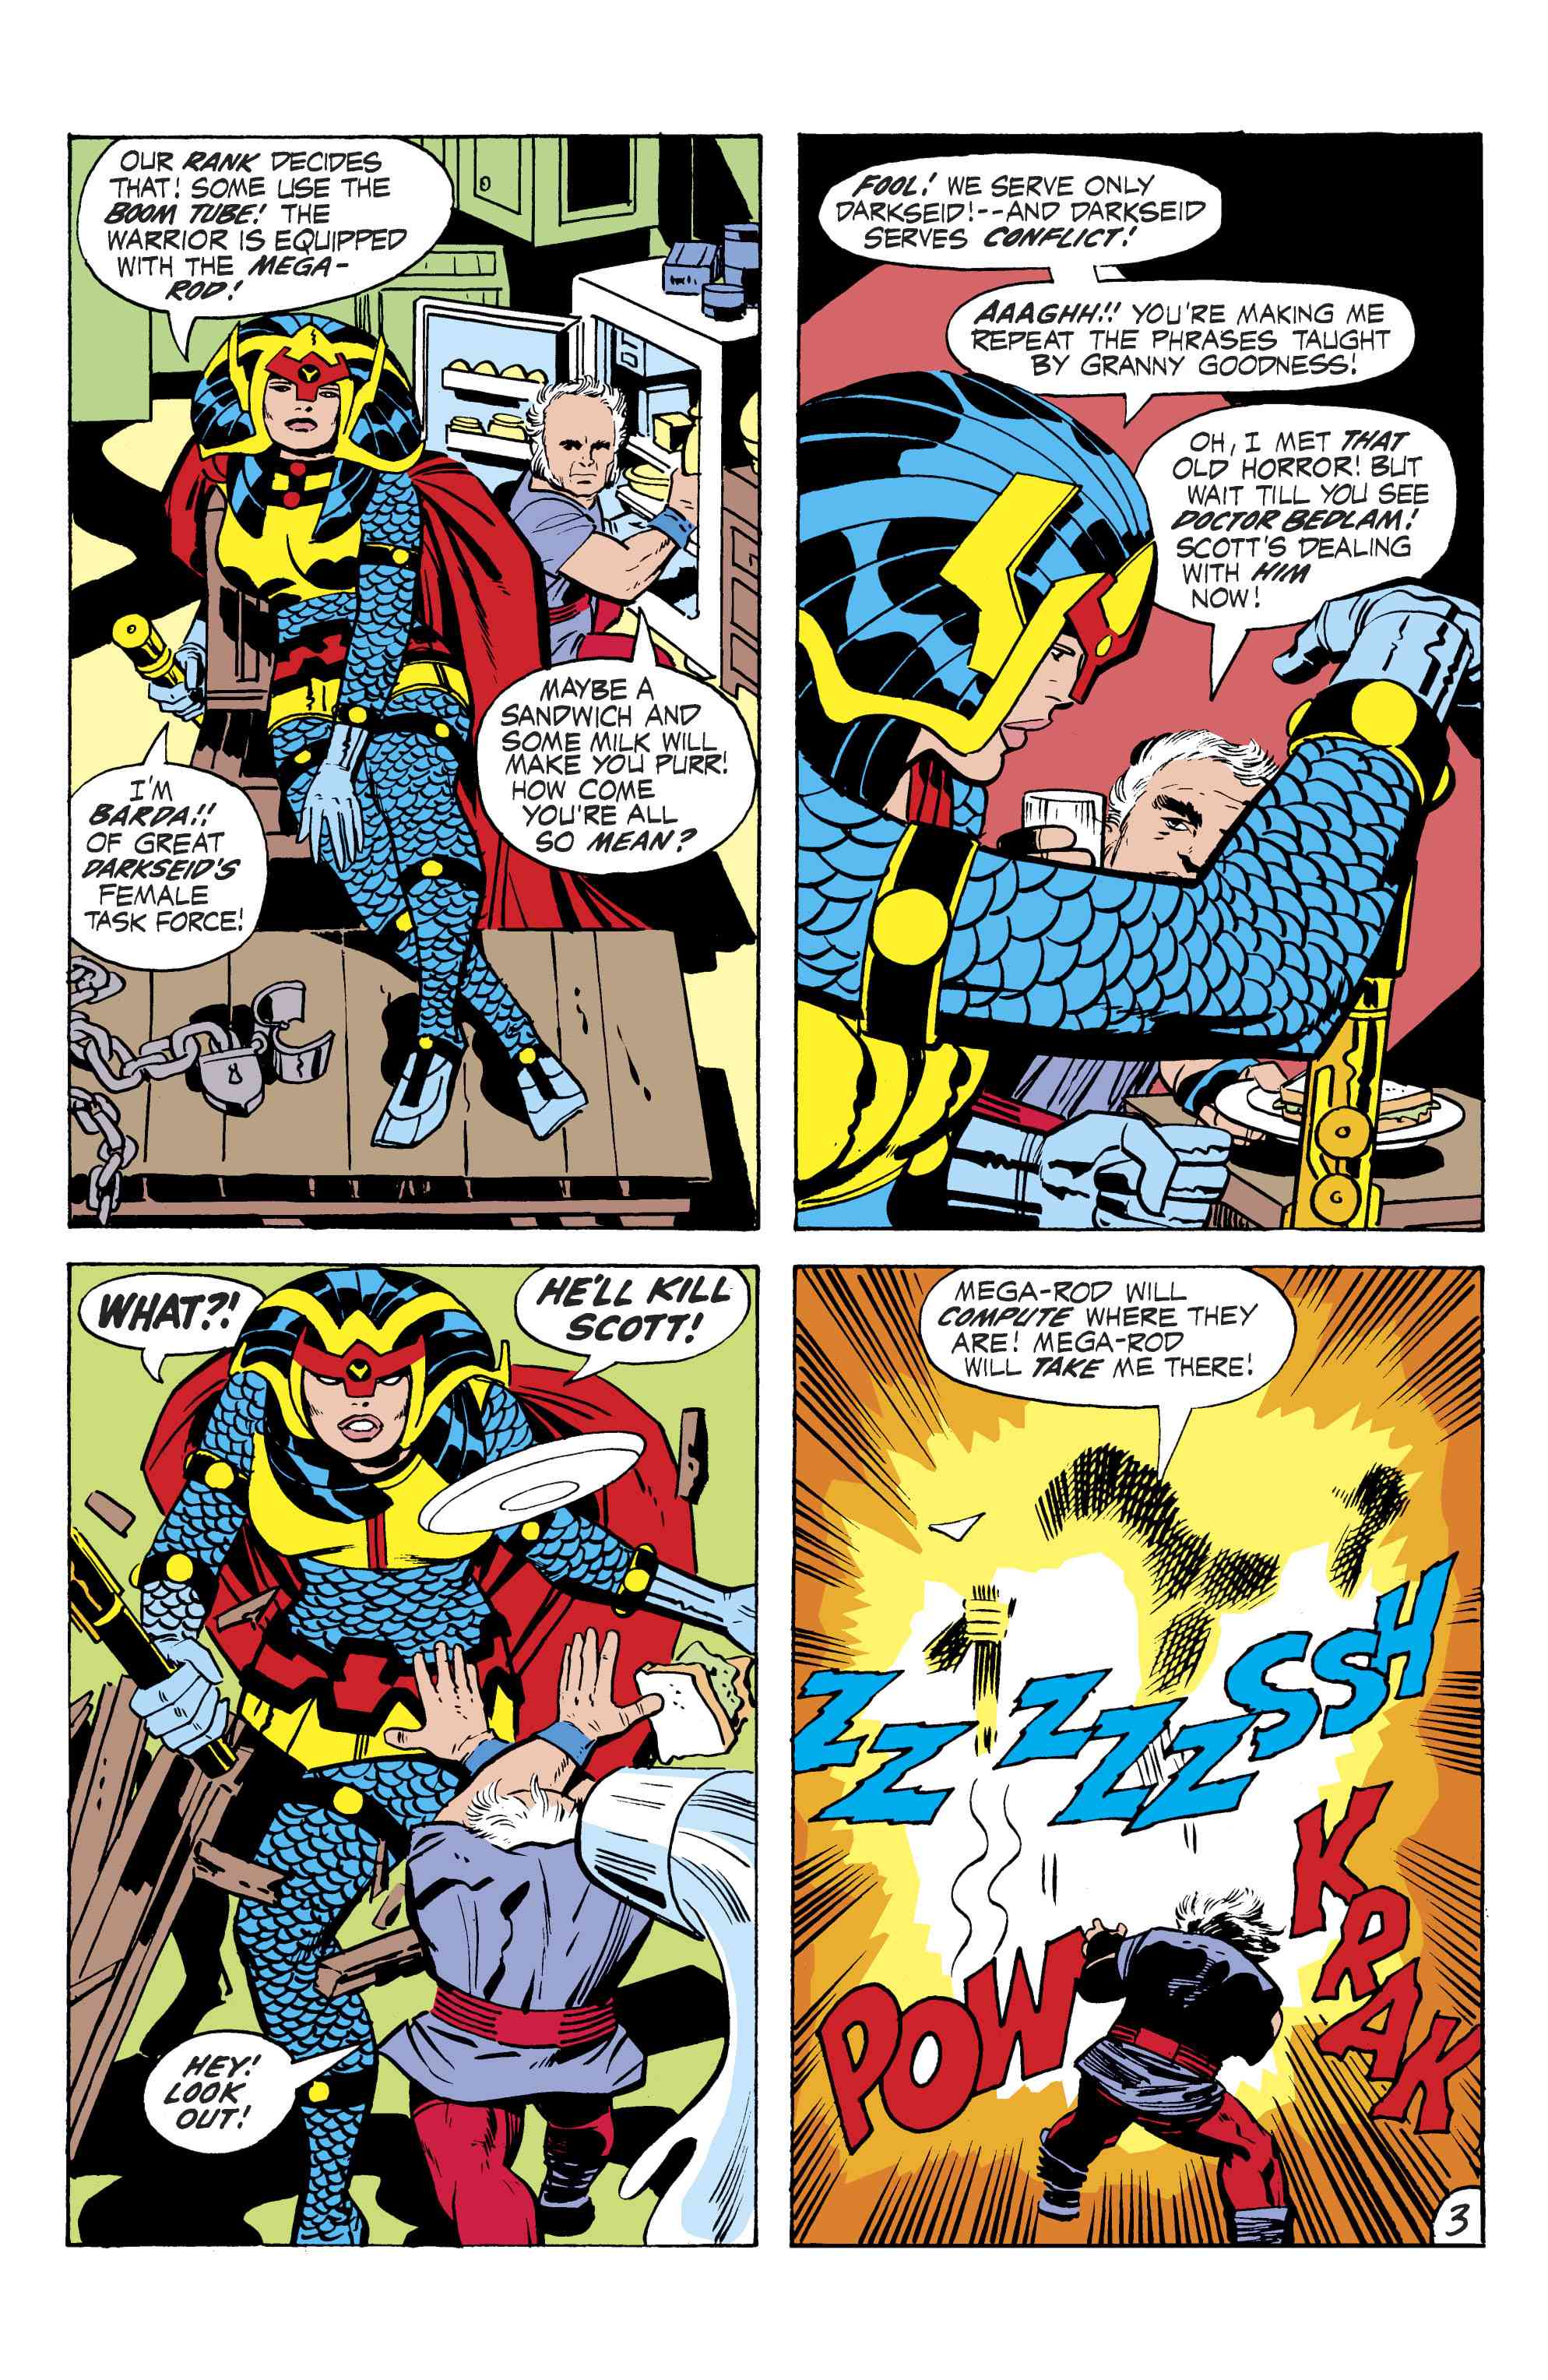 OUR RANK DECIDES
THAT! SOME USE THE
BOOM TUBE! THE
WARRIOR IS EQUIPPED
WITH THE MEGA-
ROD!
I'M
BARDA!!
OF GREAT
DARKSEID'S
FEMALE
TASK FORCE!
MAYBE A
SANDWICH AND
SOME MILK WILL
MAKE YOU PURR!
HOW COME
YOU'RE ALL
SO MEAN?
FOOL! WE SERVE ONLY
DARKSEID!--AND DARKSEID
SERVES CONFLICT!
AAAGHH!! YOU'RE MAKING ME
REPEAT THE PHRASES TAUGHT
BY GRANNY GOODNESS!
OH, I MET THAT
OLD HORROR! BUT
WAIT TILL YOU SEE
DOCTOR BEDLAM!
SCOTT'S DEALING
WITH HIM
NOW!
WHAT?!
HE'LL KILL
SCOTT!
HEY!
LOOK
OUT!
MEGA-ROD WILL
COMPUTE WHERE THEY
ARE! MEGA-ROD
WILL TAKE ME THERE!
ZZZZZZSSH
POW
KRAK
3